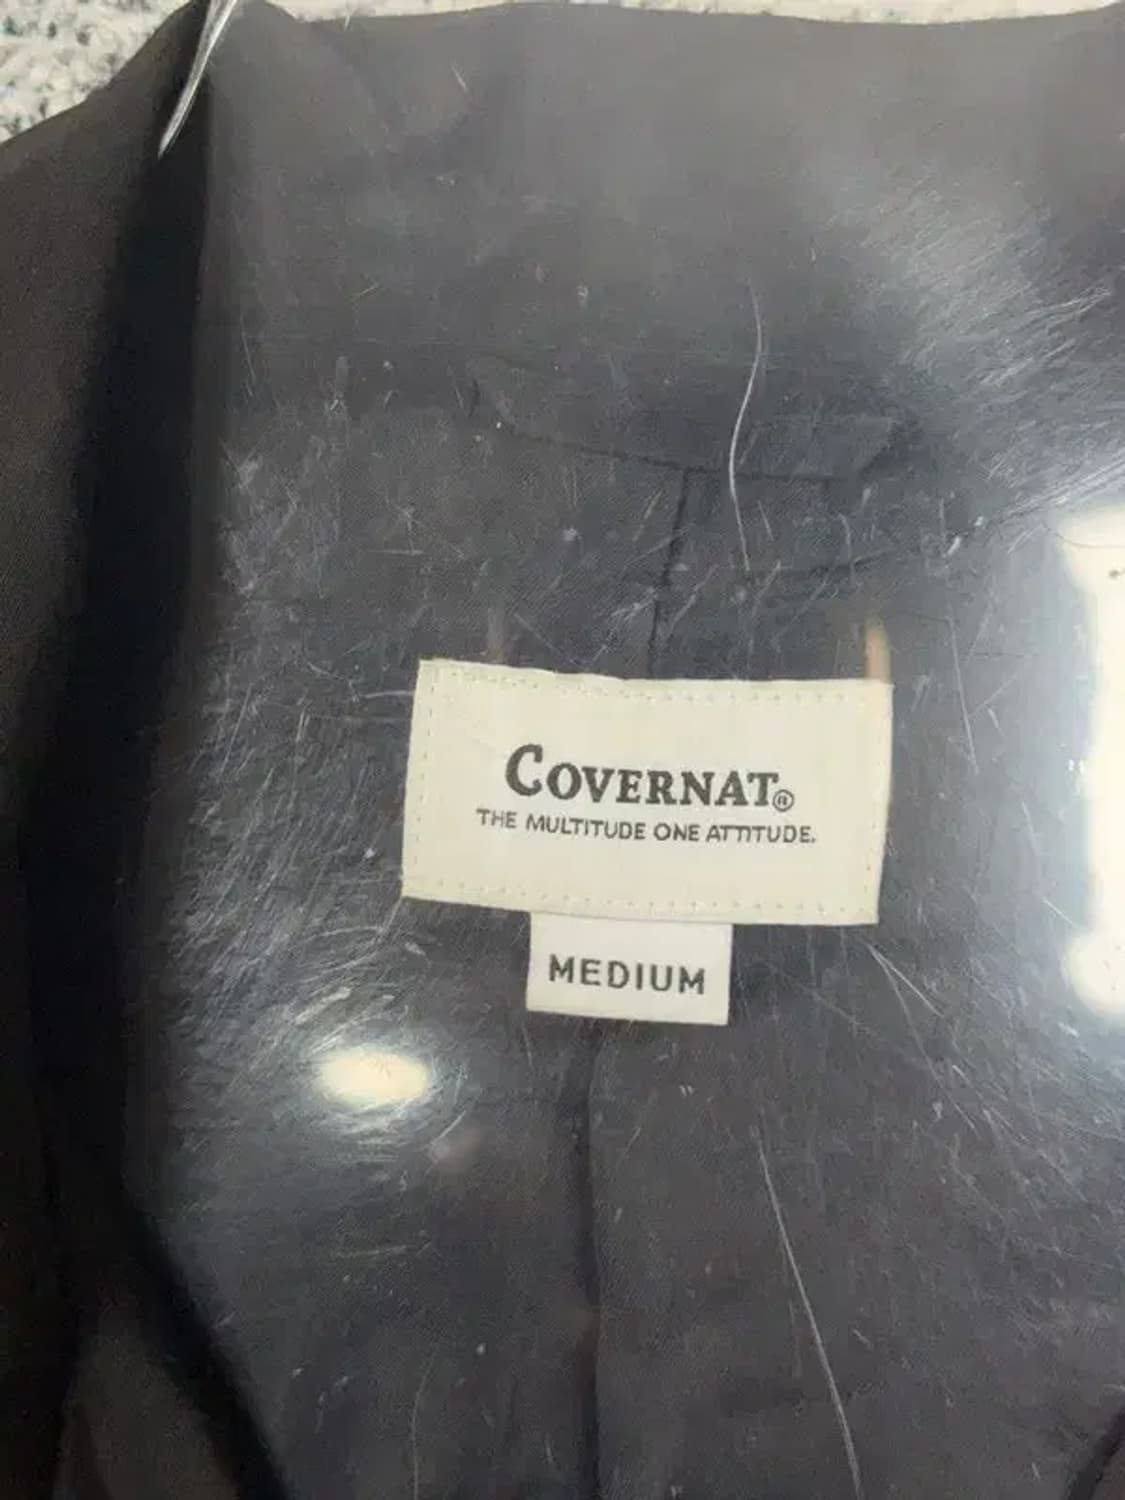 COVERNAT®
THE MULTITUDE ONE ATTITUDE.
MEDIUM